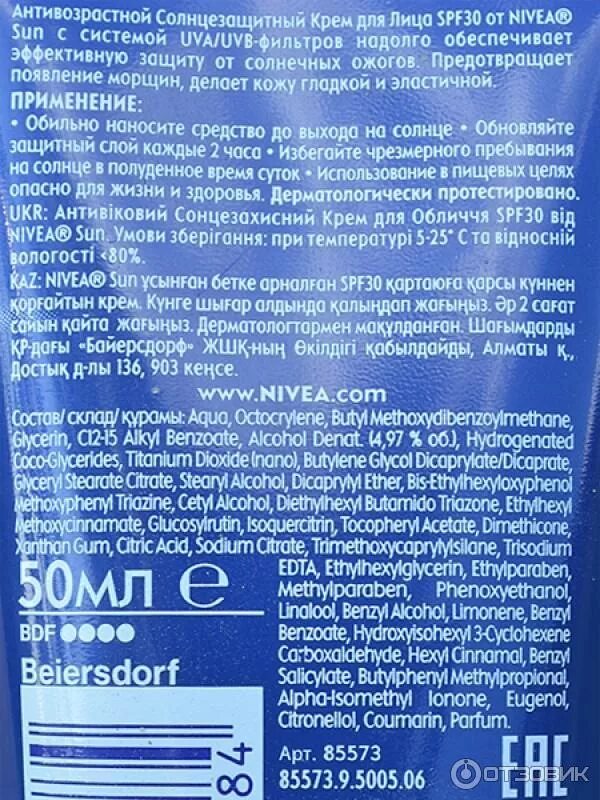 Антивозрастной Солнцезащитный Крем для Лица SPF30 от NIVEA®
Sun с системой UVA/UVB-фильтров надолго обеспечивает
эффективную защиту от солнечных ожогов. Предотвращает
появление морщин, делает кожу гладкой и эластичной.
ПРИМЕНЕНИЕ:
• Обильно наносите средство до выхода на солнце • Обновляйте
защитный слой каждые 2 часа • Избегайте чрезмерного пребывания
на солнце в полуденное время суток • Использование в пищевых целях
опасно для жизни и здоровья. Дерматологически протестировано.
UKR: Антивіковий Сонцезахисний Крем для Обличчя SPF30 від
NIVEA® Sun. Умови зберігання: при температурі 5-25° С та відносній
вологості <80%.
KAZ: NIVEA® Sun ұсынған бетке арналған SPF30 қартаюға қарсы күннен
қорғайтын крем. Күнге шығар алдында қалыңдап жағыңыз. Әр 2 сағат
сайын қайта жағыңыз. Дерматологтармен мақұлданған. Шағымдарды
ҚР-дағы «Байерсдорф» ЖШҚ-ның Өкілдігі қабылдайды, Алматы қ.,
Достық д-лы 136, 903 кеңсе.
www.NIVEA.com
Состав/ склад/ құрамы: Aqua, Octocrylene, Butyl Methoxydibenzoylmethane,
Glycerin, C12-15 Alkyl Benzoate, Alcohol Denat. (4,97 % об.), Hydrogenated
Coco-Glycerides, Titanium Dioxide (nano), Butylene Glycol Dicaprylate/Dicaprate,
Glyceryl Stearate Citrate, Stearyl Alcohol, Dicaprylyl Ether, Bis-Ethylhexyloxyphenol
Methoxyphenyl Triazine, Cetyl Alcohol, Diethylhexyl Butamido Triazone, Ethylhexyl
Methoxycinnamate, Glucosylrutin, Isoquercitrin, Tocopheryl Acetate, Dimethicone,
Xanthan Gum, Citric Acid, Sodium Citrate, Trimethoxycaprylylsilane, Trisodium
EDTA, Ethylhexylglycerin, Ethylparaben,
Methylparaben, Phenoxyethanol,
Linalool, Benzyl Alcohol, Limonene, Benzyl
Benzoate, Hydroxyisohexyl 3-Cyclohexene
Carboxaldehyde, Hexyl Cinnamal, Benzyl
Salicylate, Butylphenyl Methylpropional,
Alpha-Isomethyl Ionone, Eugenol,
Citronellol, Coumarin, Parfum.
50мл ℮
BDF
Beiersdorf
84
Арт. 85573
85573.9.5005.06
EAC
ОТЗОВИК